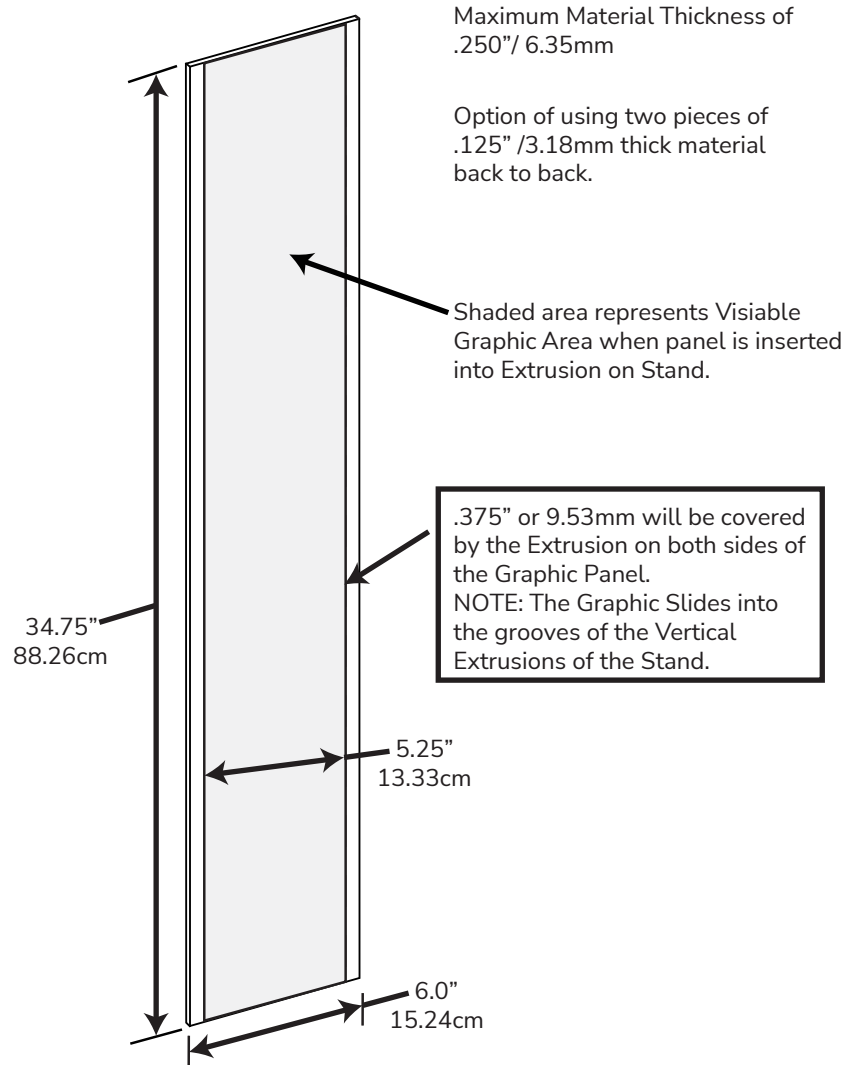 Maximum Material Thickness of
.250”/ 6.35mm
Option of using two pieces of
.125” /3.18mm thick material
back to back.
Shaded area represents Visiable
Graphic Area when panel is inserted
into Extrusion on Stand.
.375” or 9.53mm will be covered
by the Extrusion on both sides of
the Graphic Panel.
NOTE: The Graphic Slides into
the grooves of the Vertical
Extrusions of the Stand.
34.75”
88.26cm
5.25”
13.33cm
6.0”
15.24cm